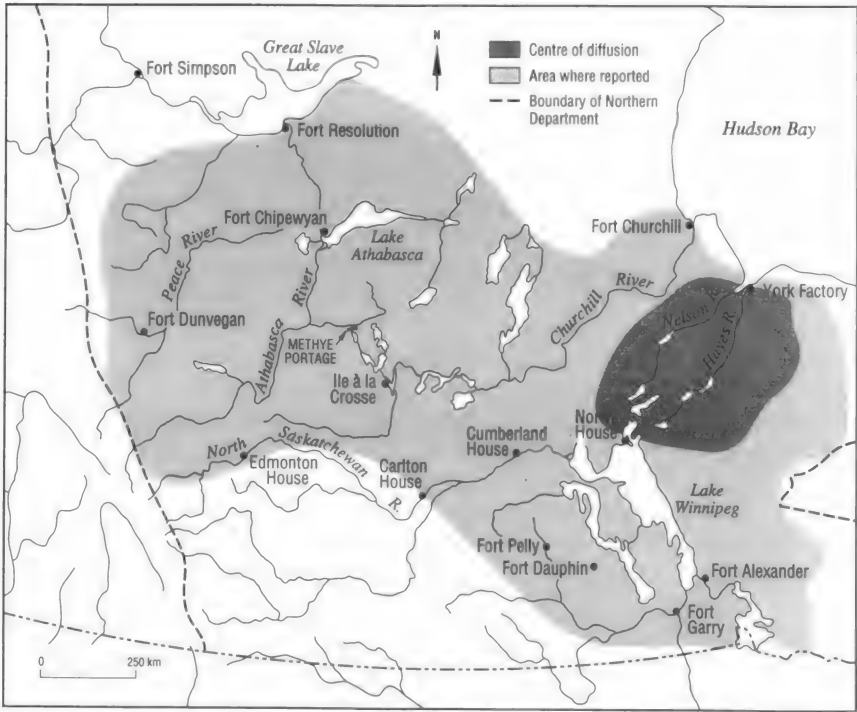 Great Slave
Lake
Fort Simpson
N
Centre of diffusion
Area where reported
Boundary of Northern
Department
Hudson Bay
Fort Resolution
Fort Chipewyan
Lake
Athabasca
Peace River
Fort Churchill
Churchill River
York Factory
Nelson R.
Hayes R.
Fort Dunvegan
Athabasca River
METHYE
PORTAGE
Ile à la
Crosse
North Saskatchewan R.
Edmonton
House
Carlton
House
Cumberland
House
House
Lake
Winnipeg
Fort Pelly
Fort Dauphin
Fort Alexander
Fort
Garry
0 250 km